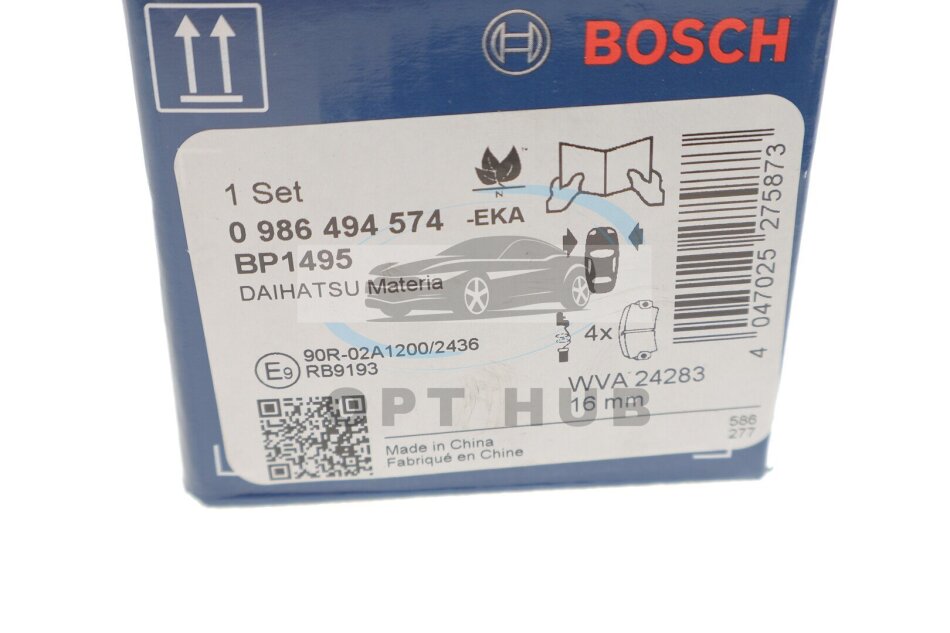 BOSCH
1 Set
0 986 494 574 -EKA
BP1495
DAIHATSU Materia
4x
E9
90R-02A1200/2436
RB9193
WVA 24283
16 mm
OPT HUB
Made in China
Fabriqué en Chine
586
277
4 047025 275873